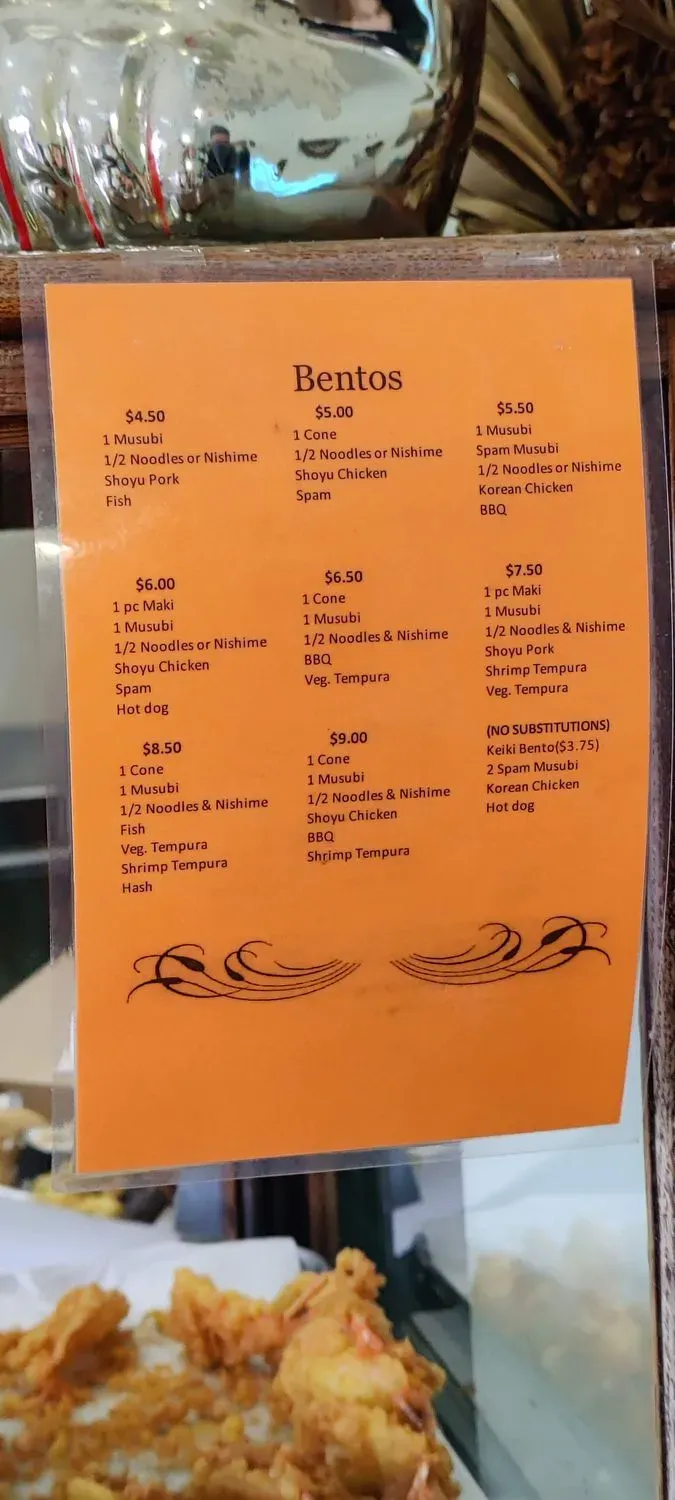 Bentos
$4.50
1 Musubi
1/2 Noodles or Nishime
Shoyu Pork
Fish
$5.00
1 Cone
1/2 Noodles or Nishime
Shoyu Chicken
Spam
$5.50
1 Musubi
Spam Musubi
1/2 Noodles or Nishime
Korean Chicken
BBQ
$6.00
1 pc Maki
1 Musubi
1/2 Noodles or Nishime
Shoyu Chicken
Spam
Hot dog
$6.50
1 Cone
1 Musubi
1/2 Noodles & Nishime
BBQ
Veg. Tempura
$7.50
1 pc Maki
1 Musubi
1/2 Noodles & Nishime
Shoyu Pork
Shrimp Tempura
Veg. Tempura
$8.50
1 Cone
1 Musubi
1/2 Noodles & Nishime
Fish
Veg. Tempura
Shrimp Tempura
Hash
$9.00
1 Cone
1 Musubi
1/2 Noodles & Nishime
Shoyu Chicken
BBQ
Shrimp Tempura
(NO SUBSTITUTIONS)
Keiki Bento($3.75)
2 Spam Musubi
Korean Chicken
Hot dog